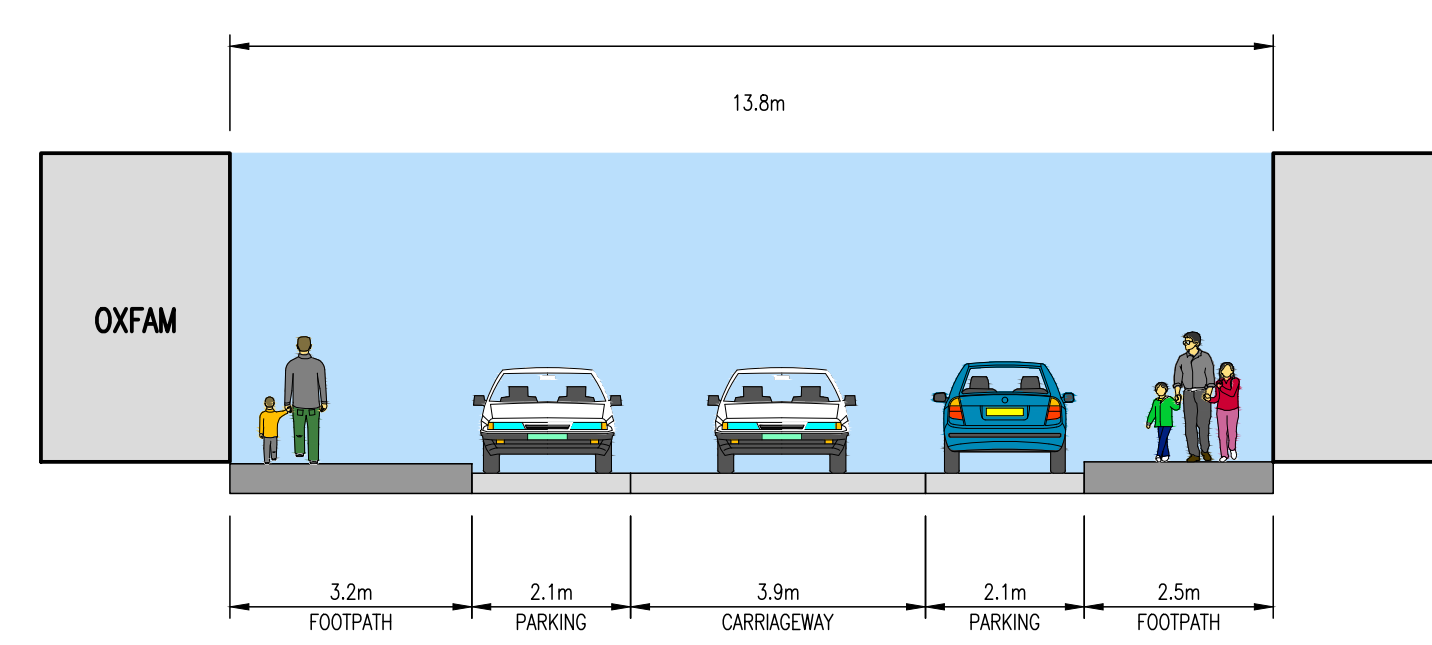 13.8m
OXFAM
3.2m 2.1m 3.9m 2.1m 2.5m
FOOTPATH PARKING CARRIAGEWAY PARKING FOOTPATH